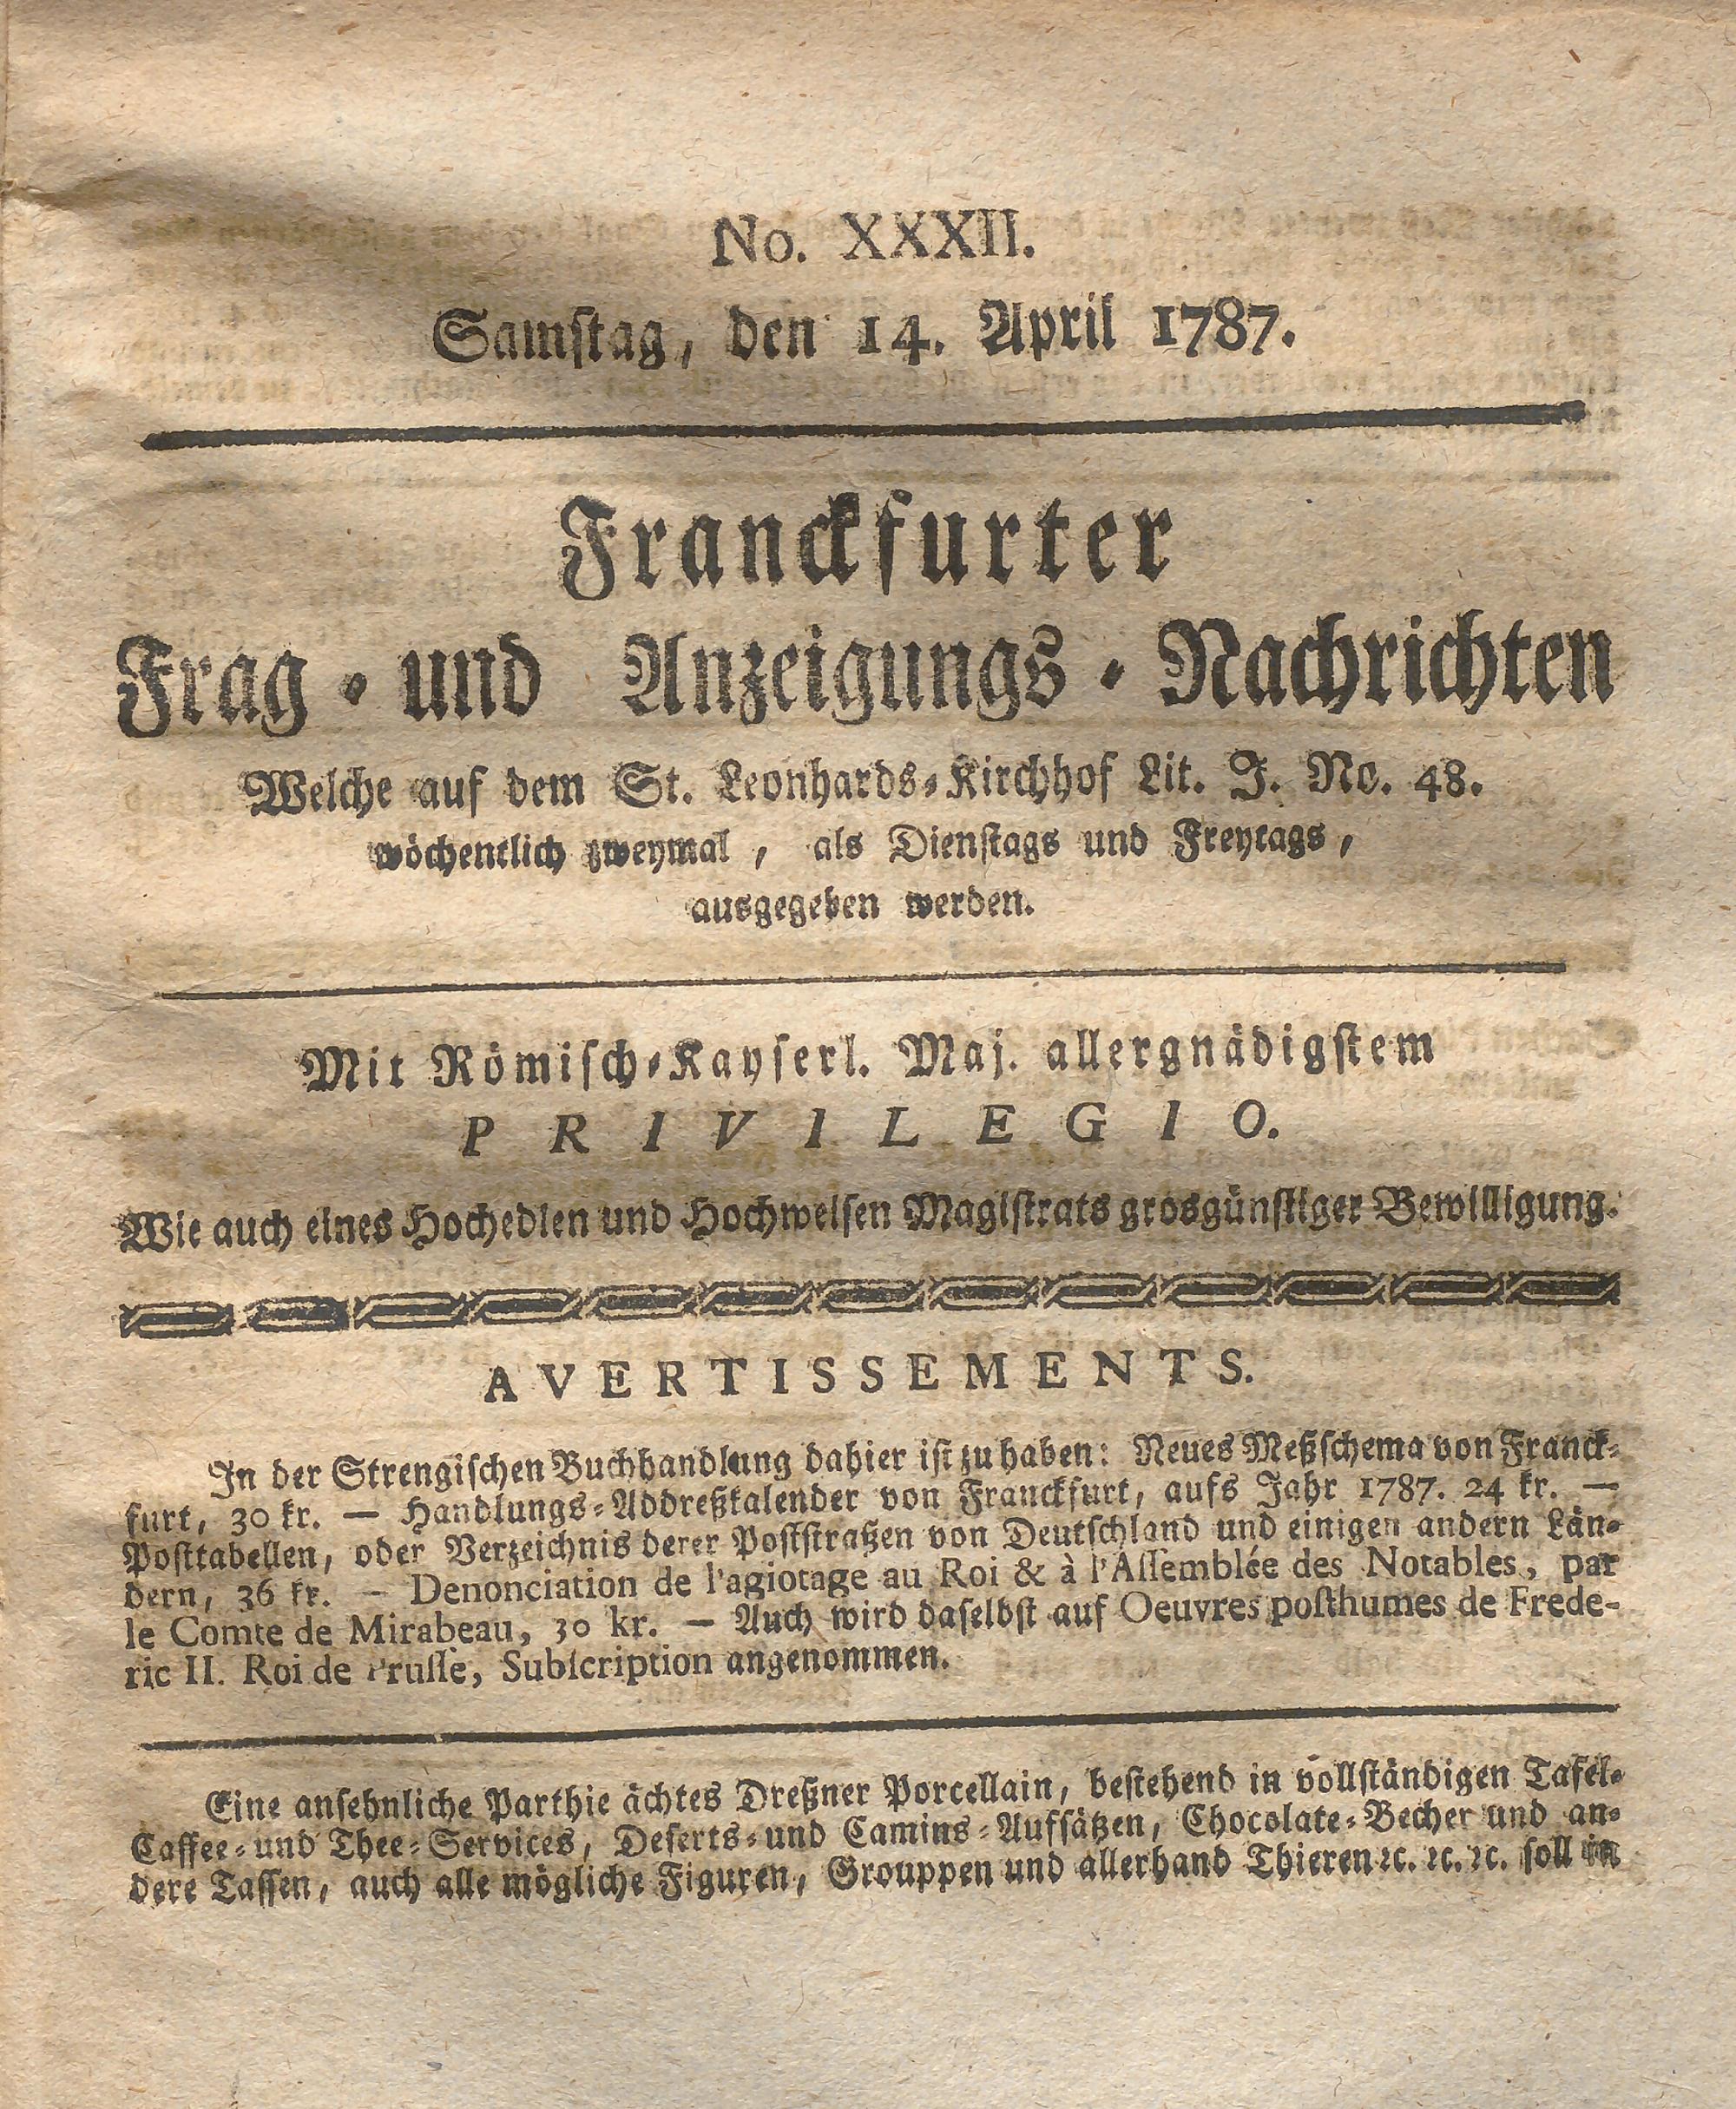 No. XXXII.
Samstag, den 14. April 1787.
Franckfurter
Frag- und Anzeigungs-Nachrichten
Welche auf dem St. Leonhards-Kirchhof Lit. J. No. 48.
wöchentlich zweymal, als Dienstags und Freytags,
ausgegeben werden.
Mit Römisch-Kayserl. Maj. allergnädigstem
PRIVILEGIO.
Wie auch eines Hochedlen und Hochweisen Magistrats grosgünstiger Bewilligung.
AVERTISSEMENTS.
In der Strengischen Buchhandlung dahier ist zu haben: Neues Meßschema von Franck-
furt, 30 kr. — Handlungs-Addreßkalender von Franckfurt, aufs Jahr 1787. 24 kr. —
Posttabellen, oder Verzeichnis derer Poststraßen von Deutschland und einigen andern Län-
dern, 36 kr. — Denonciation de l'agiotage au Roi & à l'Assemblée des Notables, par
le Comte de Mirabeau, 30 kr. — Auch wird daselbst auf Oeuvres posthumes de Frede-
ric II. Roi de Prusse, Subscription angenommen.
Eine ansehnliche Parthie ächtes Dreßner Porcellain, bestehend in vollständigen Tafel-
Caffee- und Thee-Services, Deserts- und Camins-Aufsätzen, Chocolate-Becher und an-
dere Tassen, auch alle mögliche Figuren, Grouppen und allerhand Thieren ꝛc. ꝛc. ꝛc. soll in